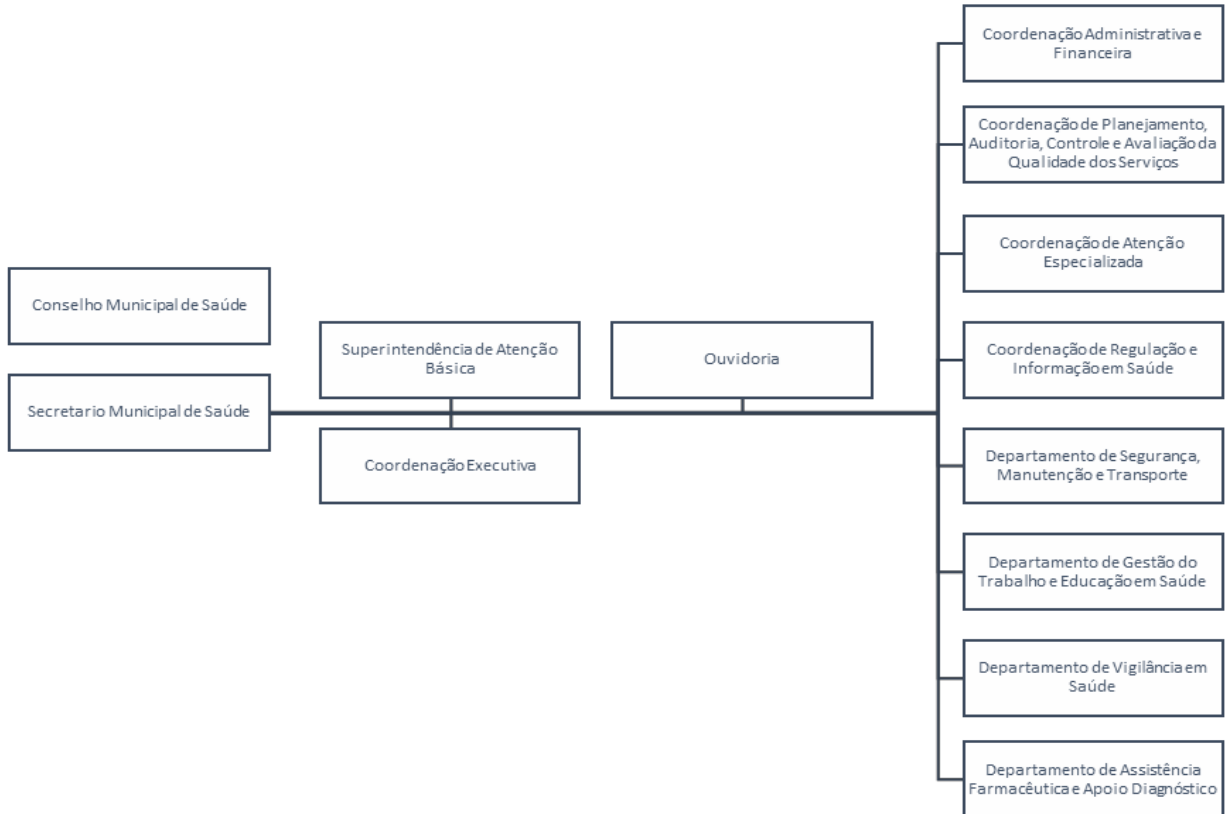 Conselho Municipal de Saúde
Secretario Municipal de Saúde
Superintendência de Atenção
Básica
Coordenação Executiva
Ouvidoria
Coordenação Administrativa e
Financeira
Coordenação de Planejamento,
Auditoria, Controle e Avaliação da
Qualidade dos Serviços
Coordenação de Atenção
Especializada
Coordenação de Regulação e
Informação em Saúde
Departamento de Segurança,
Manutenção e Transporte
Departamento de Gestão do
Trabalho e Educação em Saúde
Departamento de Vigilância em
Saúde
Departamento de Assistência
Farmacêutica e Apoio Diagnóstico